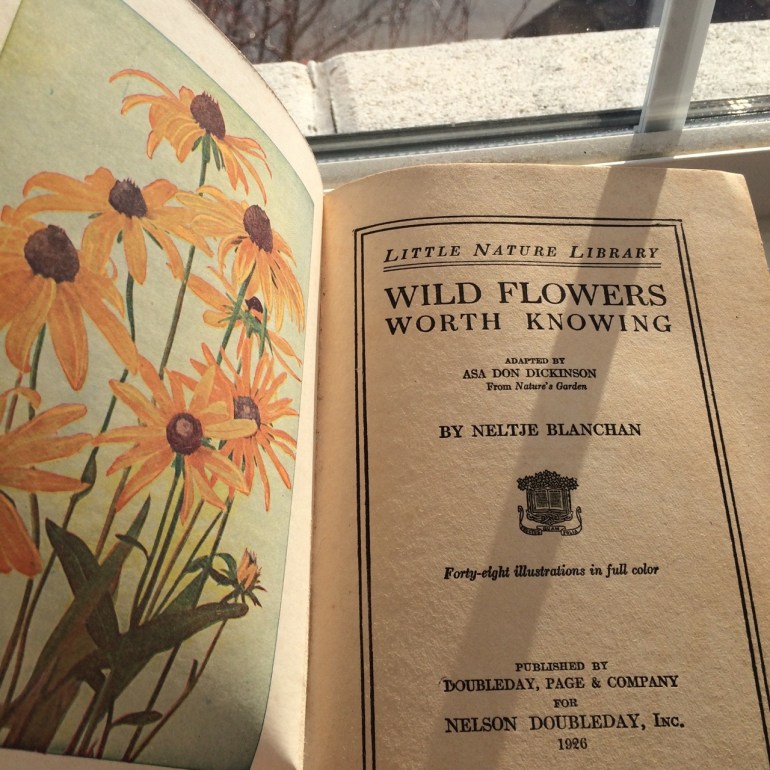 LITTLE NATURE LIBRARY
WILD FLOWERS
WORTH KNOWING
ADAPTED BY
ASA DON DICKINSON
From Nature's Garden
BY NELTJE BLANCHAN
Forty-eight illustrations in full color
PUBLISHED BY
DOUBLEDAY, PAGE & COMPANY
FOR
NELSON DOUBLEDAY, INC.
1926